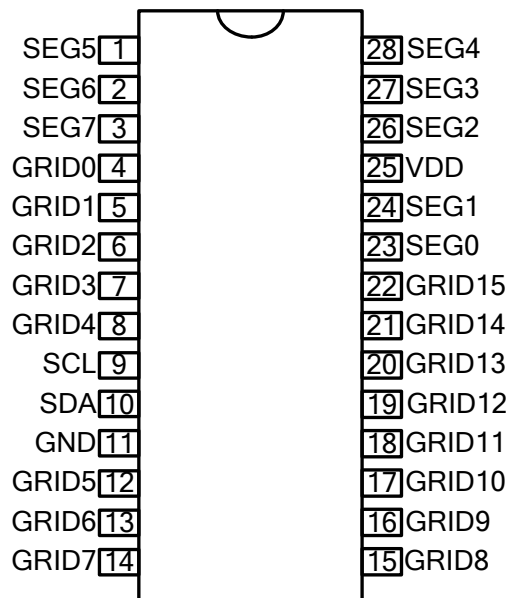 SEG5 1 28 SEG4
SEG6 2 27 SEG3
SEG7 3 26 SEG2
GRID0 4 25 VDD
GRID1 5 24 SEG1
GRID2 6 23 SEG0
GRID3 7 22 GRID15
GRID4 8 21 GRID14
SCL 9 20 GRID13
SDA 10 19 GRID12
GND 11 18 GRID11
GRID5 12 17 GRID10
GRID6 13 16 GRID9
GRID7 14 15 GRID8